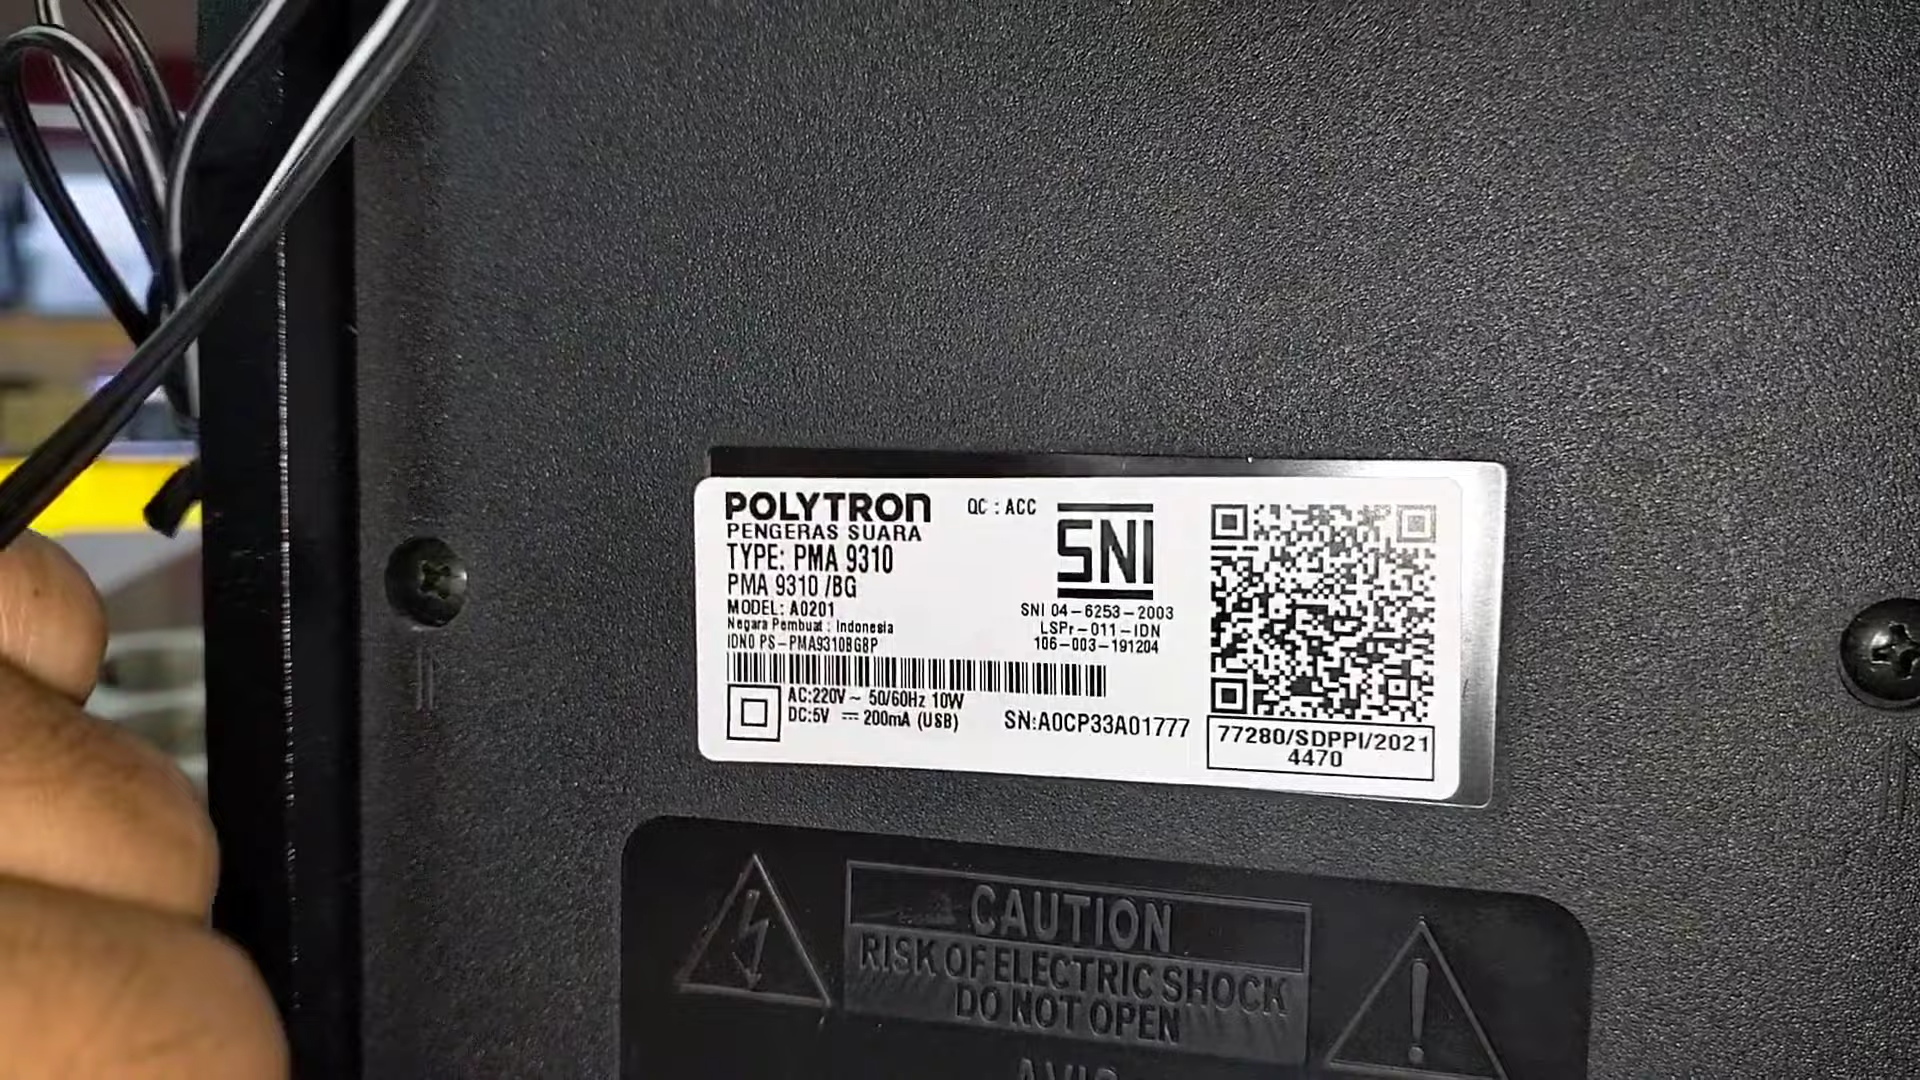 POLYTRON
PENGERAS SUARA
TYPE: PMA 9310
PMA 9310 /BG
MODEL: A0201
Negara Pembuat : Indonesia
IDNO PS-PMA9310BG8P
AC:220V ~ 50/60Hz 10W
DC:5V ⎓ 200mA (USB)
QC : ACC
SNI
SNI 04-6253-2003
LSPr-011-IDN
106-003-191204
SN:A0CP33A01777
77280/SDPPI/2021
4470
CAUTION
RISK OF ELECTRIC SHOCK
DO NOT OPEN
AVIS